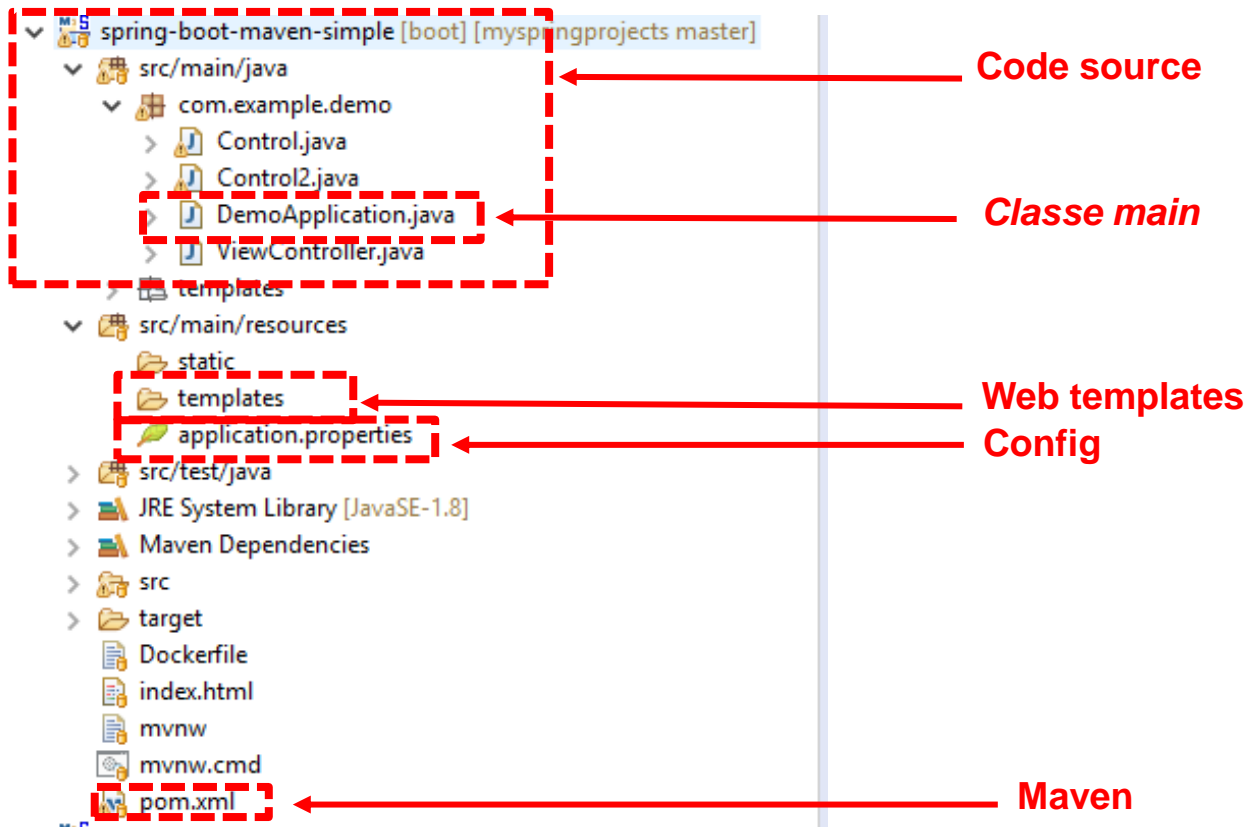 spring-boot-maven-simple [boot] [myspringprojects master]
src/main/java
Code source
com.example.demo
Control.java
Control2.java
DemoApplication.java
Classe main
ViewController.java
templates
src/main/resources
static
templates
Web templates
application.properties
Config
src/test/java
JRE System Library [JavaSE-1.8]
Maven Dependencies
src
target
Dockerfile
index.html
mvnw
mvnw.cmd
pom.xml
Maven